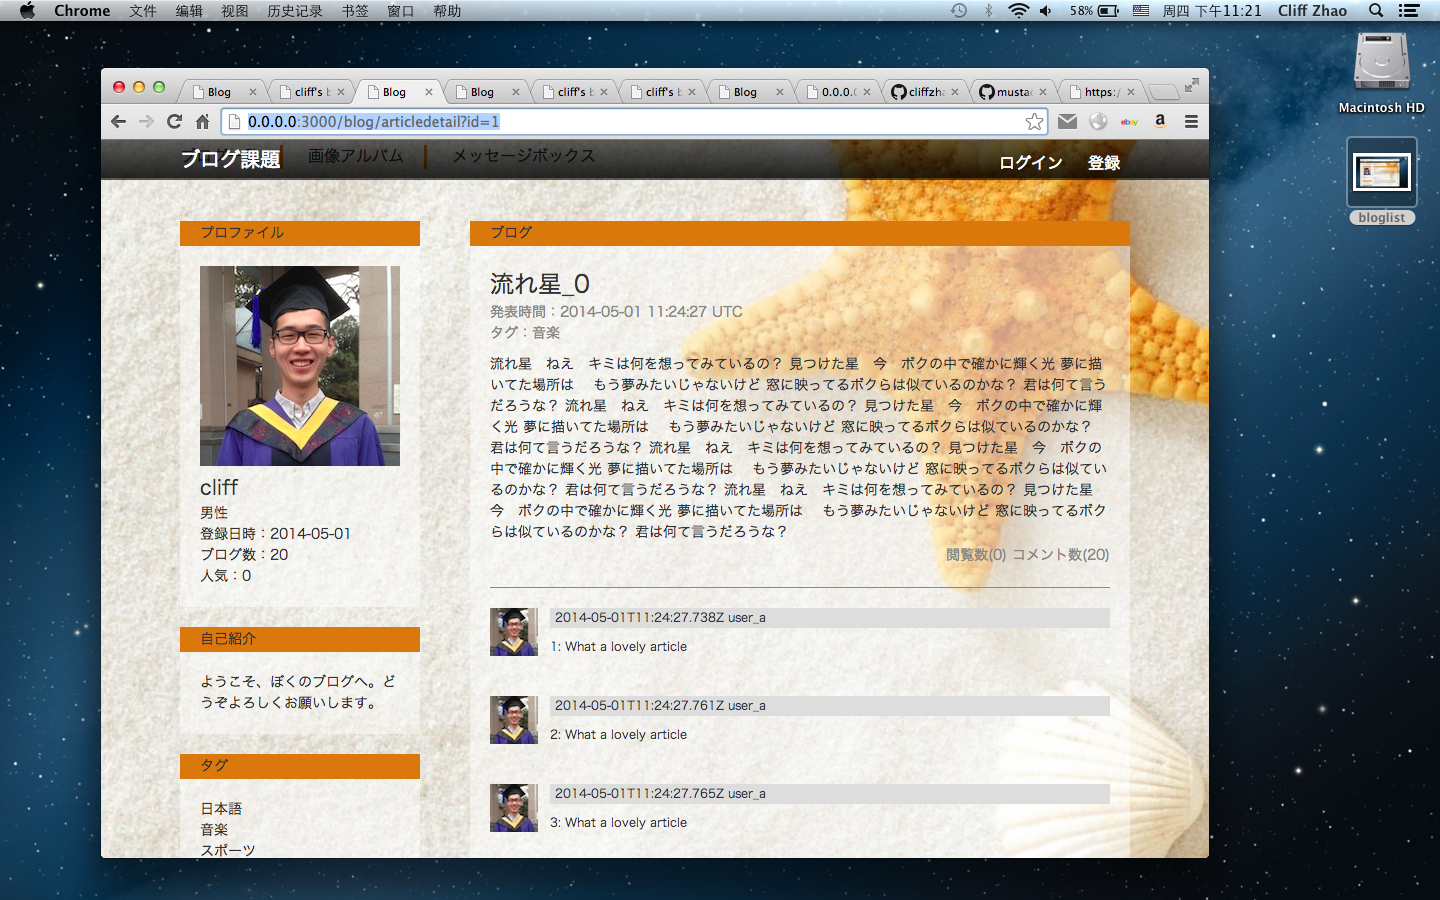 Chrome 文件 编辑 视图 历史记录 书签 窗口 帮助 58% 周四 下午11:21 Cliff Zhao
Macintosh HD
bloglist
Blog cliff's b Blog Blog cliff's b cliff's b Blog 0.0.0.0: cliffzha mustac https:/
0.0.0.0:3000/blog/articledetail?id=1
ebay a
ブログ課題 画像アルバム メッセージボックス ログイン 登録
プロファイル
cliff
男性
登録日時：2014-05-01
ブログ数：20
人気：0
自己紹介
ようこそ、ぼくのブログへ。ど
うぞよろしくお願いします。
タグ
日本語
音楽
スポーツ
ブログ
流れ星_0
発表時間：2014-05-01 11:24:27 UTC
タグ：音楽
流れ星　ねえ　キミは何を想ってみているの？ 見つけた星　今　ボクの中で確かに輝く光 夢に描
いてた場所は　 もう夢みたいじゃないけど 窓に映ってるボクらは似ているのかな？ 君は何て言う
だろうな？ 流れ星　ねえ　キミは何を想ってみているの？ 見つけた星　今　ボクの中で確かに輝
く光 夢に描いてた場所は　 もう夢みたいじゃないけど 窓に映ってるボクらは似ているのかな？
君は何て言うだろうな？ 流れ星　ねえ　キミは何を想ってみているの？ 見つけた星　今　ボクの
中で確かに輝く光 夢に描いてた場所は　 もう夢みたいじゃないけど 窓に映ってるボクらは似てい
るのかな？ 君は何て言うだろうな？ 流れ星　ねえ　キミは何を想ってみているの？ 見つけた星
今　ボクの中で確かに輝く光 夢に描いてた場所は　 もう夢みたいじゃないけど 窓に映ってるボク
らは似ているのかな？ 君は何て言うだろうな？
閲覧数(0) コメント数(20)
2014-05-01T11:24:27.738Z user_a
1: What a lovely article
2014-05-01T11:24:27.761Z user_a
2: What a lovely article
2014-05-01T11:24:27.765Z user_a
3: What a lovely article